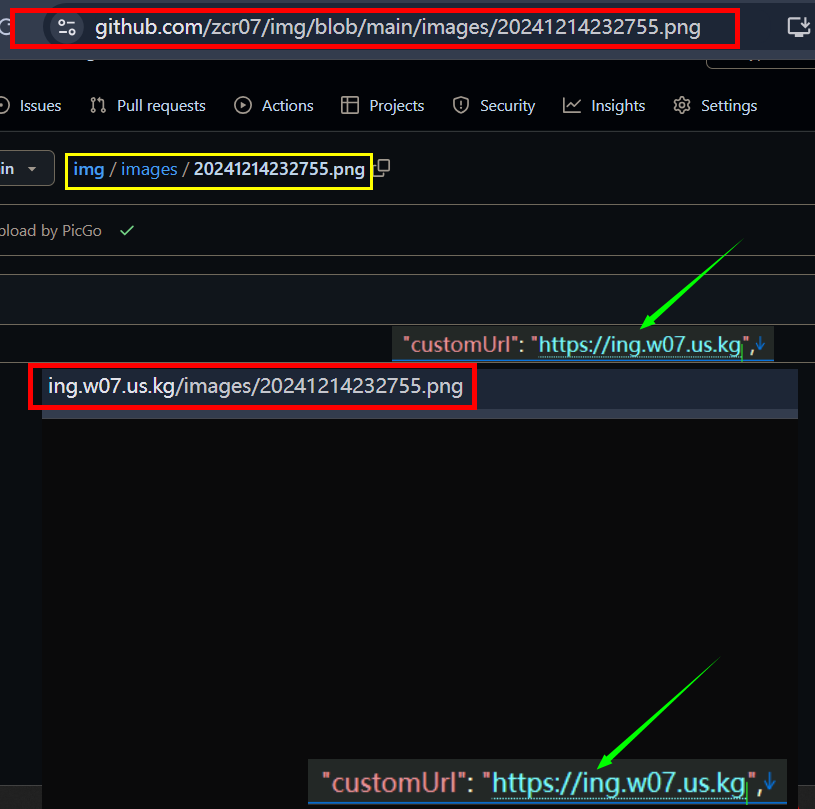 github.com/zcr07/img/blob/main/images/20241214232755.png
Issues Pull requests Actions Projects Security Insights Settings
in img / images / 20241214232755.png
pload by PicGo
"customUrl": "https://ing.w07.us.kg",↓
ing.w07.us.kg/images/20241214232755.png
"customUrl": "https://ing.w07.us.kg",↓